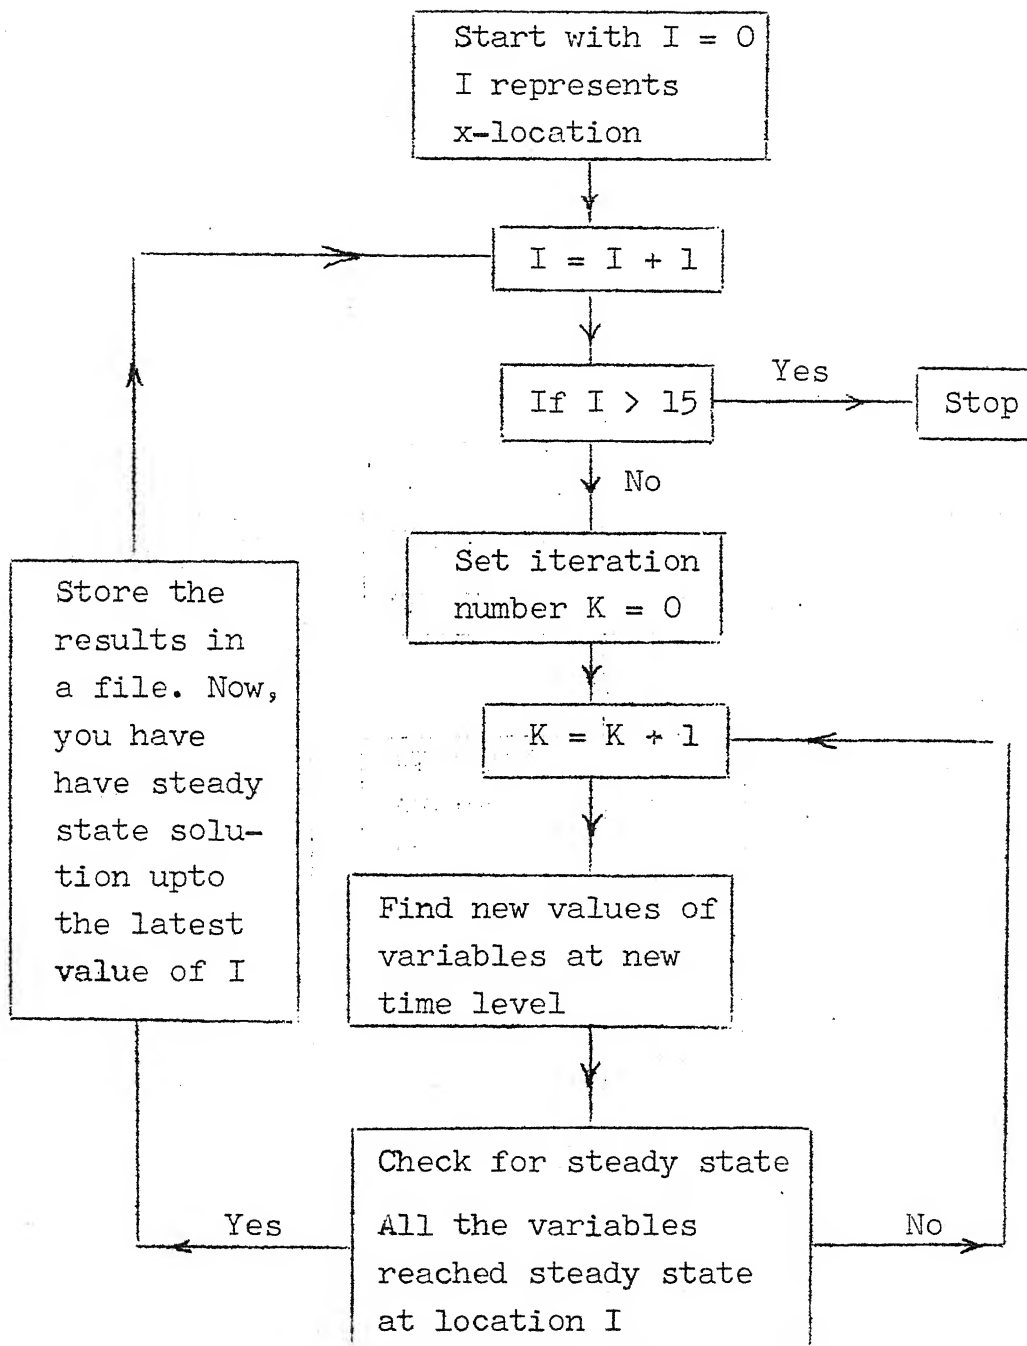 Start with I = 0
I represents
x-location
I = I + 1
If I > 15
Yes
Stop
No
Set iteration
number K = 0
K = K + 1
Find new values of
variables at new
time level
Check for steady state
All the variables
reached steady state
at location I
Yes
No
Store the
results in
a file. Now,
you have
have steady
state solu-
tion upto
the latest
value of I